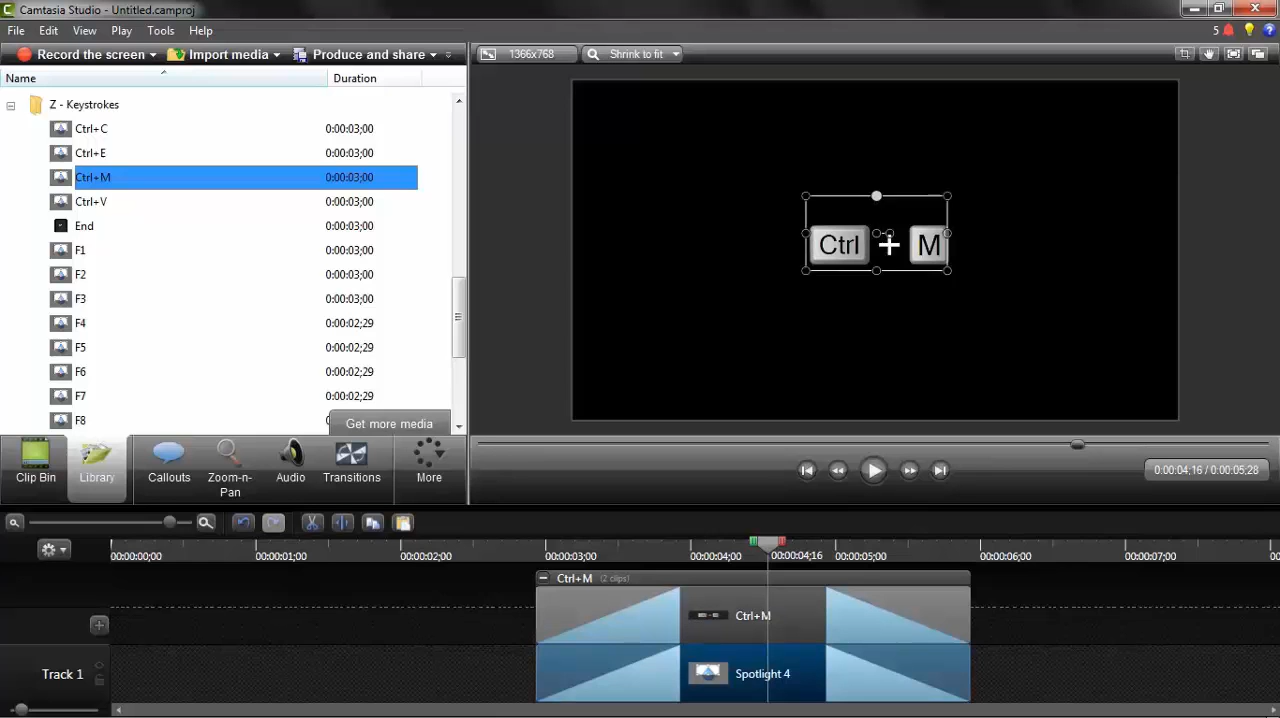 Camtasia Studio - Untitled.camproj
File Edit View Play Tools Help
5
Record the screen Import media Produce and share
1366x768 Shrink to fit
Name Duration
Z - Keystrokes
Ctrl+C 0:00:03;00
Ctrl+E 0:00:03;00
Ctrl+M 0:00:03;00
Ctrl+V 0:00:03;00
End 0:00:03;00
F1 0:00:03;00
F2 0:00:03;00
F3 0:00:03;00
F4 0:00:02;29
F5 0:00:02;29
F6 0:00:02;29
F7 0:00:02;29
F8
Get more media
Ctrl + M
Clip Bin Library Callouts Zoom-n-Pan Audio Transitions More
0:00:04;16 / 0:00:05;28
00:00:00;00 00:00:01;00 00:00:02;00 00:00:03;00 00:00:04;00 00:00:04;16 00:00:05;00 00:00:06;00 00:00:07;00
Ctrl+M (2 clips)
Ctrl+M
Track 1 Spotlight 4